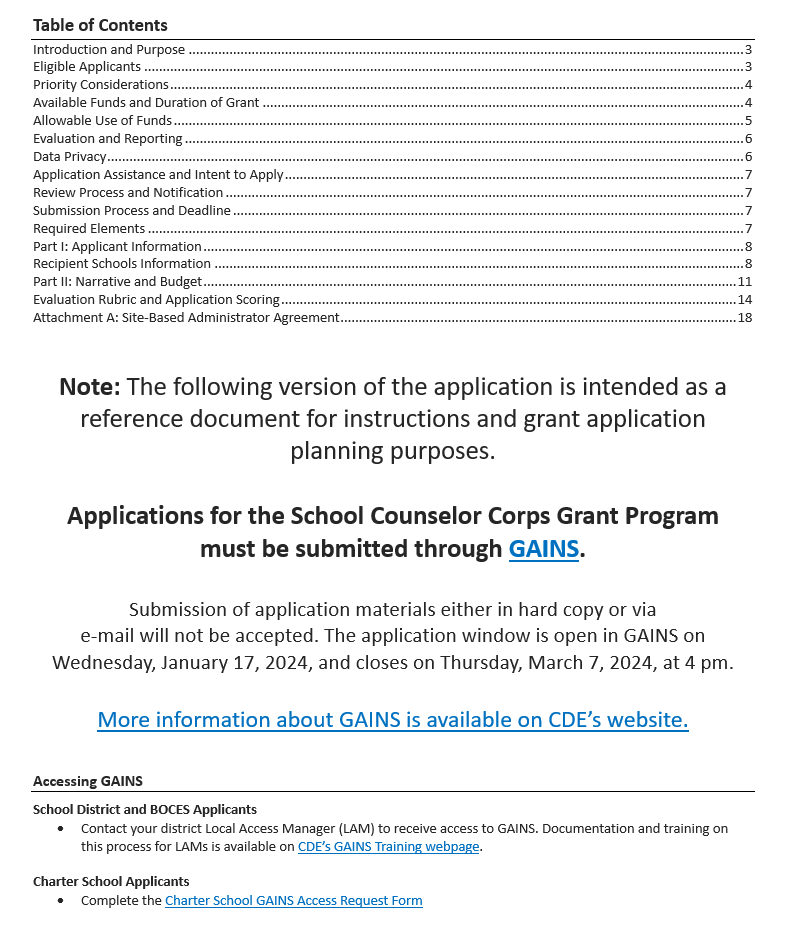 Table of Contents
Introduction and Purpose ........................................................................................................................................3
Eligible Applicants ....................................................................................................................................................3
Priority Considerations.............................................................................................................................................4
Available Funds and Duration of Grant ...................................................................................................................4
Allowable Use of Funds............................................................................................................................................5
Evaluation and Reporting .........................................................................................................................................6
Data Privacy..............................................................................................................................................................6
Application Assistance and Intent to Apply..............................................................................................................7
Review Process and Notification ..............................................................................................................................7
Submission Process and Deadline ............................................................................................................................7
Required Elements ...................................................................................................................................................7
Part I: Applicant Information....................................................................................................................................8
Recipient Schools Information .................................................................................................................................8
Part II: Narrative and Budget..................................................................................................................................11
Evaluation Rubric and Application Scoring.............................................................................................................14
Attachment A: Site-Based Administrator Agreement.............................................................................................18
Note: The following version of the application is intended as a
reference document for instructions and grant application
planning purposes.
Applications for the School Counselor Corps Grant Program
must be submitted through GAINS.
Submission of application materials either in hard copy or via
e-mail will not be accepted. The application window is open in GAINS on
Wednesday, January 17, 2024, and closes on Thursday, March 7, 2024, at 4 pm.
More information about GAINS is available on CDE’s website.
Accessing GAINS
School District and BOCES Applicants
• Contact your district Local Access Manager (LAM) to receive access to GAINS. Documentation and training on
this process for LAMs is available on CDE’s GAINS Training webpage.
Charter School Applicants
• Complete the Charter School GAINS Access Request Form